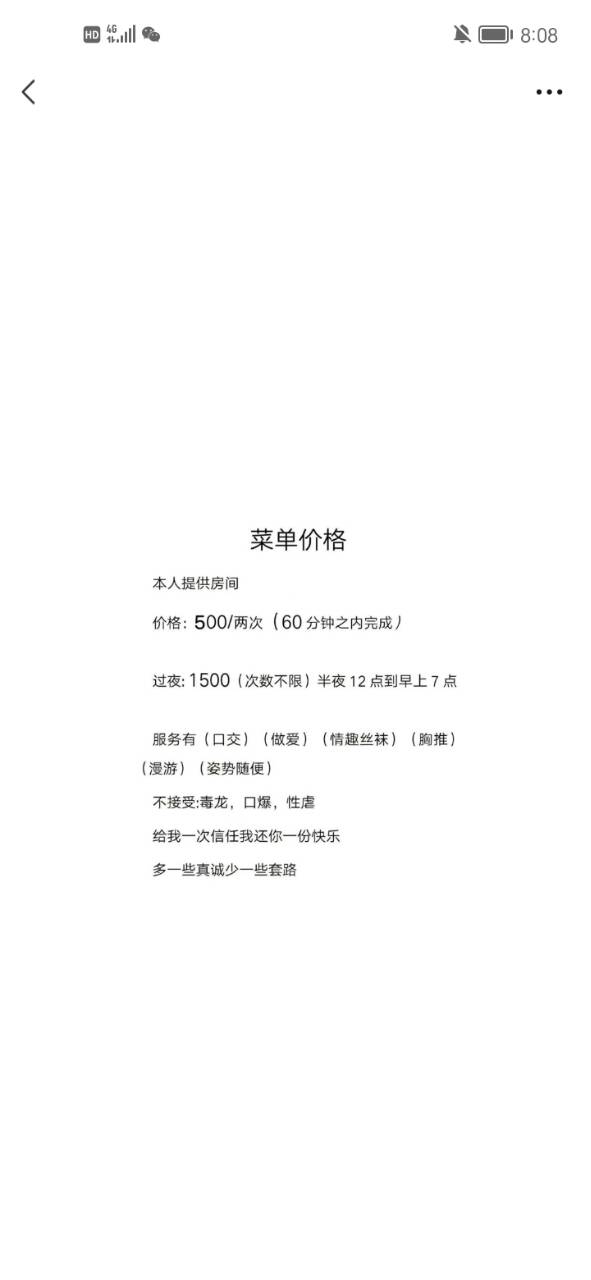 HD 4G 8:08
菜单价格
本人提供房间
价格：500/两次（60分钟之内完成）
过夜:1500（次数不限）半夜12点到早上7点
服务有（口交）（做爱）（情趣丝袜）（胸推）
（漫游）（姿势随便）
不接受:毒龙，口爆，性虐
给我一次信任我还你一份快乐
多一些真诚少一些套路